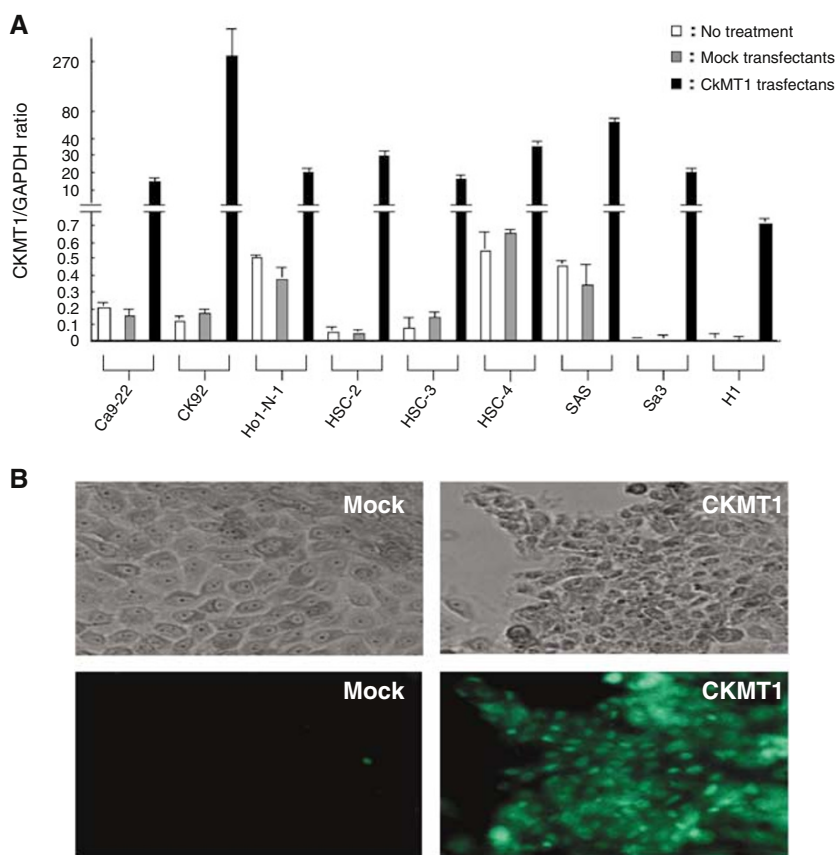 A
No treatment
Mock transfectants
CkMT1 trasfectans
CKMT1/GAPDH ratio
270
80
40
30
20
10
0.7
0.6
0.5
0.3
0.2
0.1
0
Ca9-22
CK92
Ho1-N-1
HSC-2
HSC-3
HSC-4
SAS
Sa3
H1
B
Mock
CKMT1
Mock
CKMT1